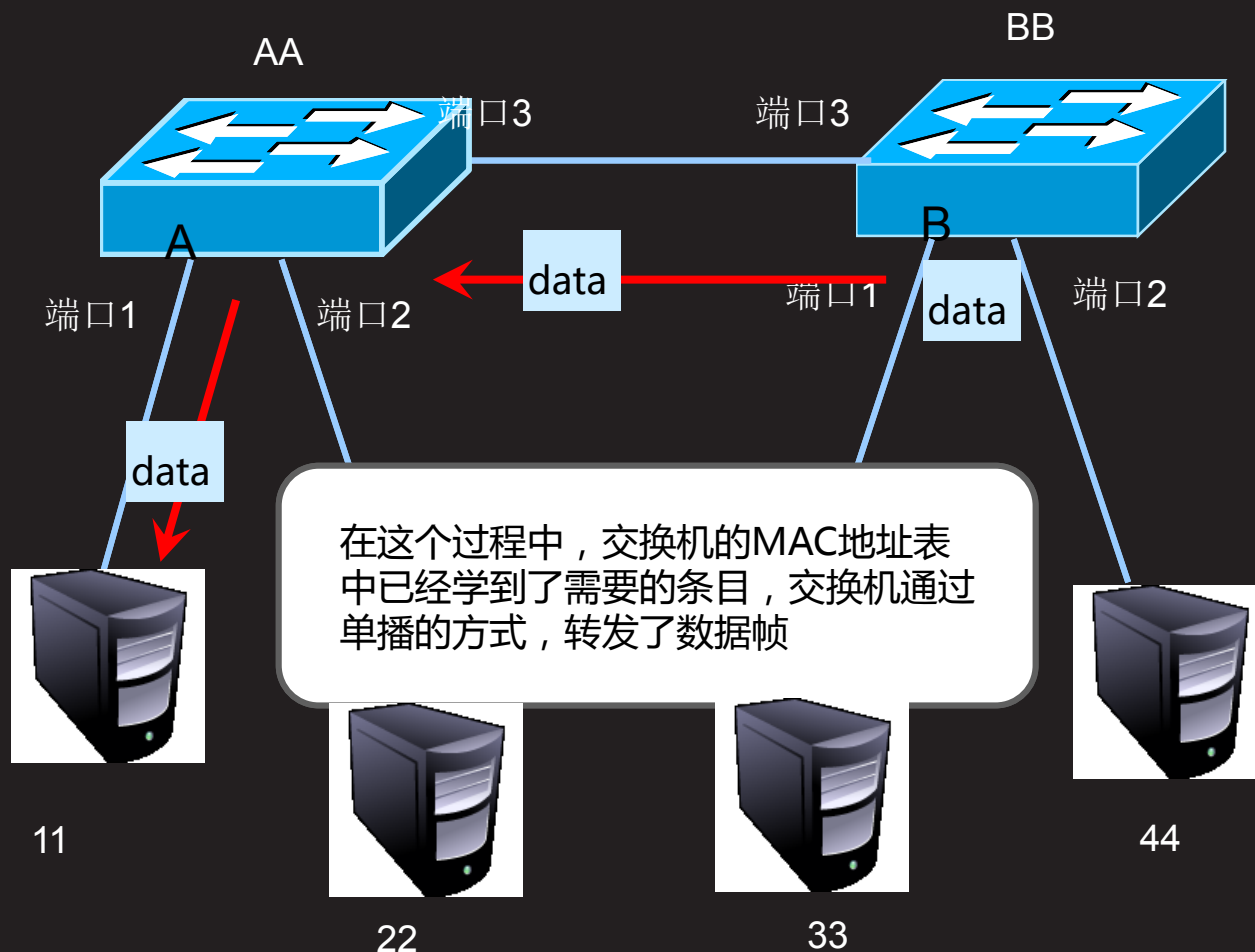 AA
BB
端口3
端口3
A
B
data
data
端口1
端口2
端口1
端口2
data
在这个过程中，交换机的MAC地址表
中已经学到了需要的条目，交换机通过
单播的方式，转发了数据帧
11
22
33
44